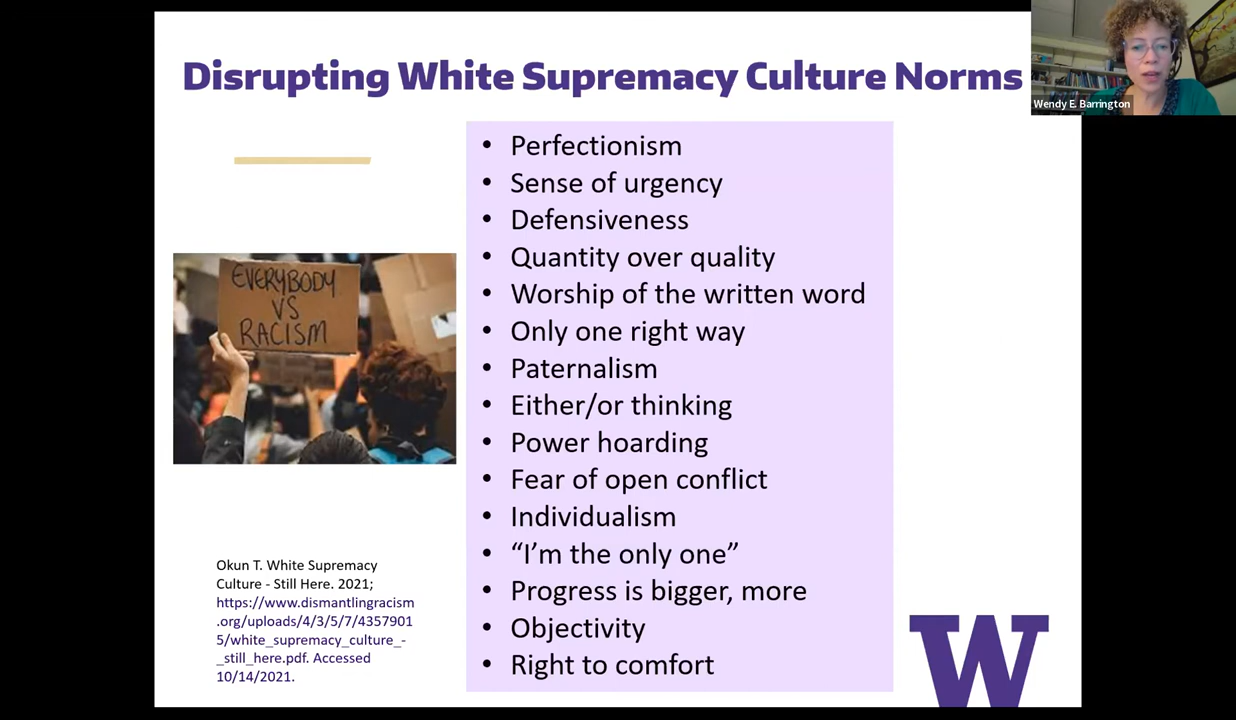 Disrupting White Supremacy Culture Norms
Wendy E. Barrington
• Perfectionism
• Sense of urgency
• Defensiveness
• Quantity over quality
• Worship of the written word
• Only one right way
• Paternalism
• Either/or thinking
• Power hoarding
• Fear of open conflict
• Individualism
• “I’m the only one”
• Progress is bigger, more
• Objectivity
• Right to comfort
EVERYBODY
VS
RACISM
Okun T. White Supremacy
Culture - Still Here. 2021;
https://www.dismantlingracism
.org/uploads/4/3/5/7/4357901
5/white_supremacy_culture_-
_still_here.pdf. Accessed
10/14/2021.
W